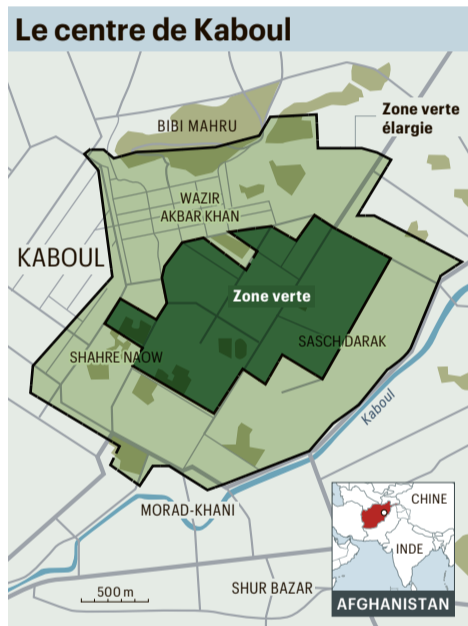 Le centre de Kaboul
Zone verte
élargie
BIBI MAHRU
WAZIR
AKBAR KHAN
KABOUL
Zone verte
SASCH DARAK
SHAHRE NAOW
Kaboul
MORAD-KHANI
CHINE
INDE
500 m
SHUR BAZAR
AFGHANISTAN